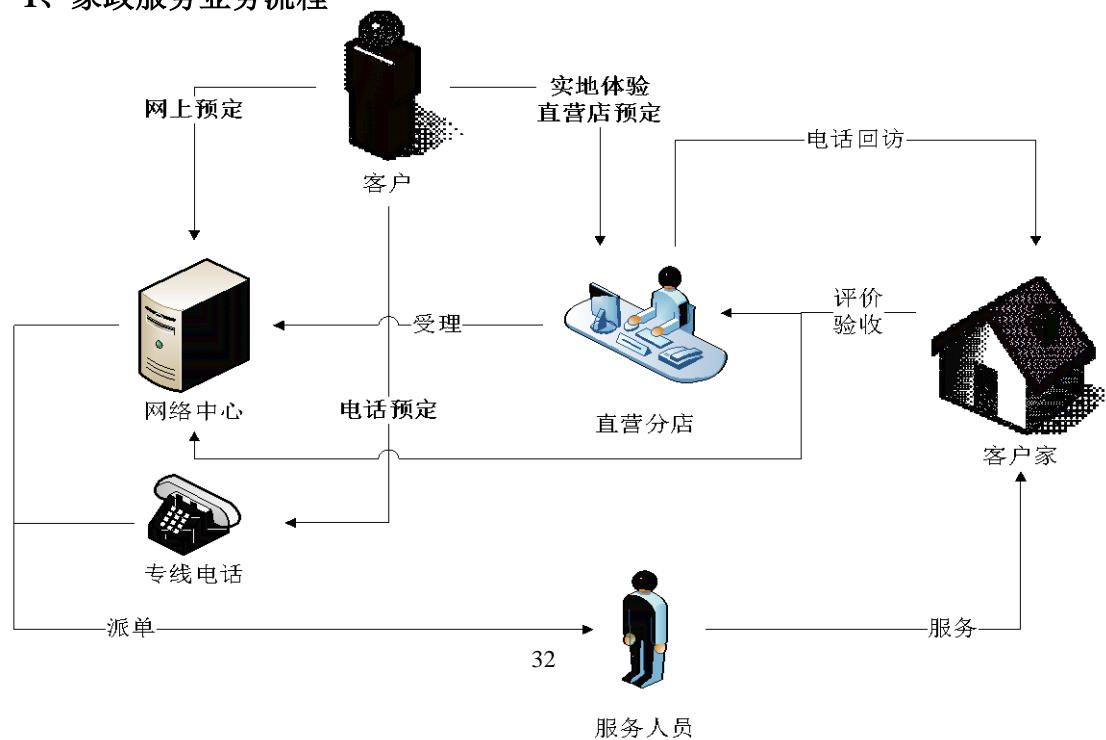 1、家政服务业务流程
网上预定
实地体验
直营店预定
电话回访
客户
评价
验收
受理
网络中心
电话预定
直营分店
客户家
专线电话
派单
服务
32
服务人员